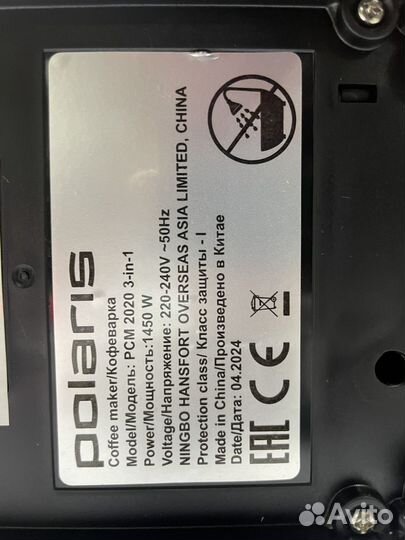 polaris
Coffee maker/Кофеварка
Model/Модель: PCM 2020 3-in-1
Power/Мощность:1450 W
Voltage/Напряжение: 220-240V ~50Hz
NINGBO HANSFORT OVERSEAS ASIA LIMITED, CHINA
Protection class/ Класс защиты - I
Made in China/Произведено в Китае
Date/Дата: 04.2024
EAC CE
Avito